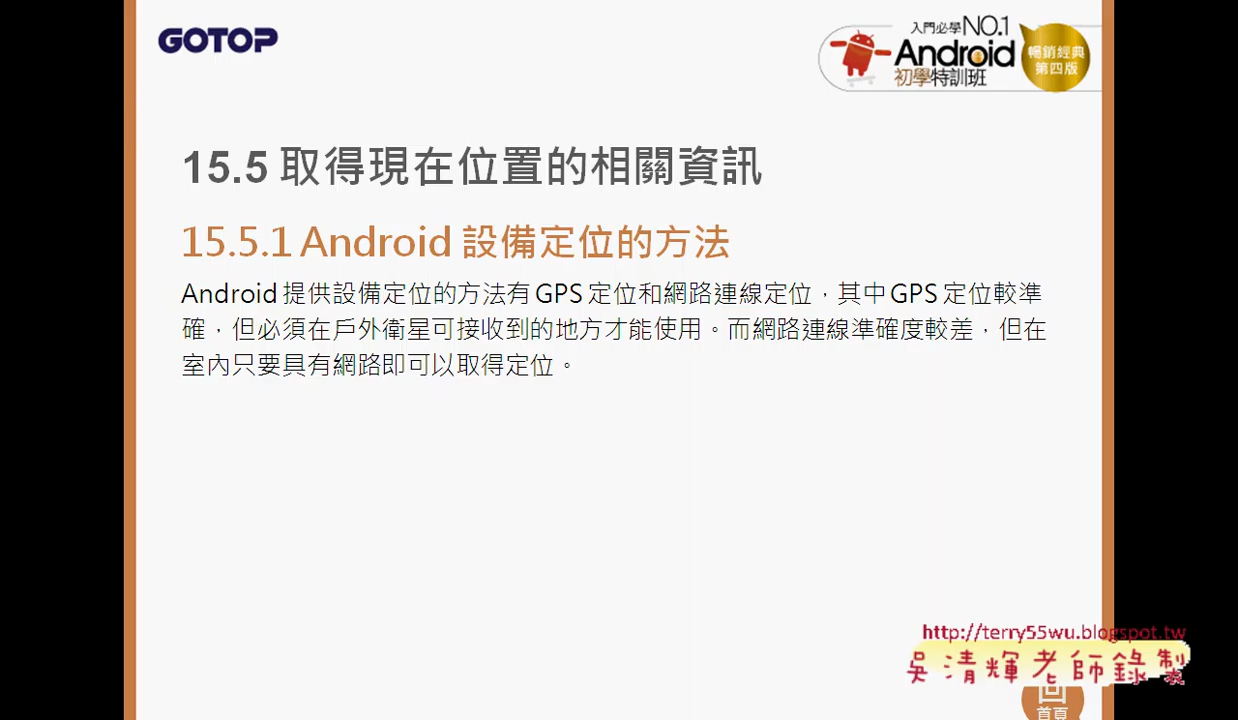 GOTOP
入門必學NO.1
Android
初學特訓班
暢銷經典
第四版
15.5 取得現在位置的相關資訊
15.5.1 Android 設備定位的方法
Android 提供設備定位的方法有 GPS 定位和網路連線定位，其中 GPS 定位較準
確，但必須在戶外衛星可接收到的地方才能使用。而網路連線準確度較差，但在
室內只要具有網路即可以取得定位。
http://terry55wu.blogspot.tw
吳清輝老師錄製
回
首頁